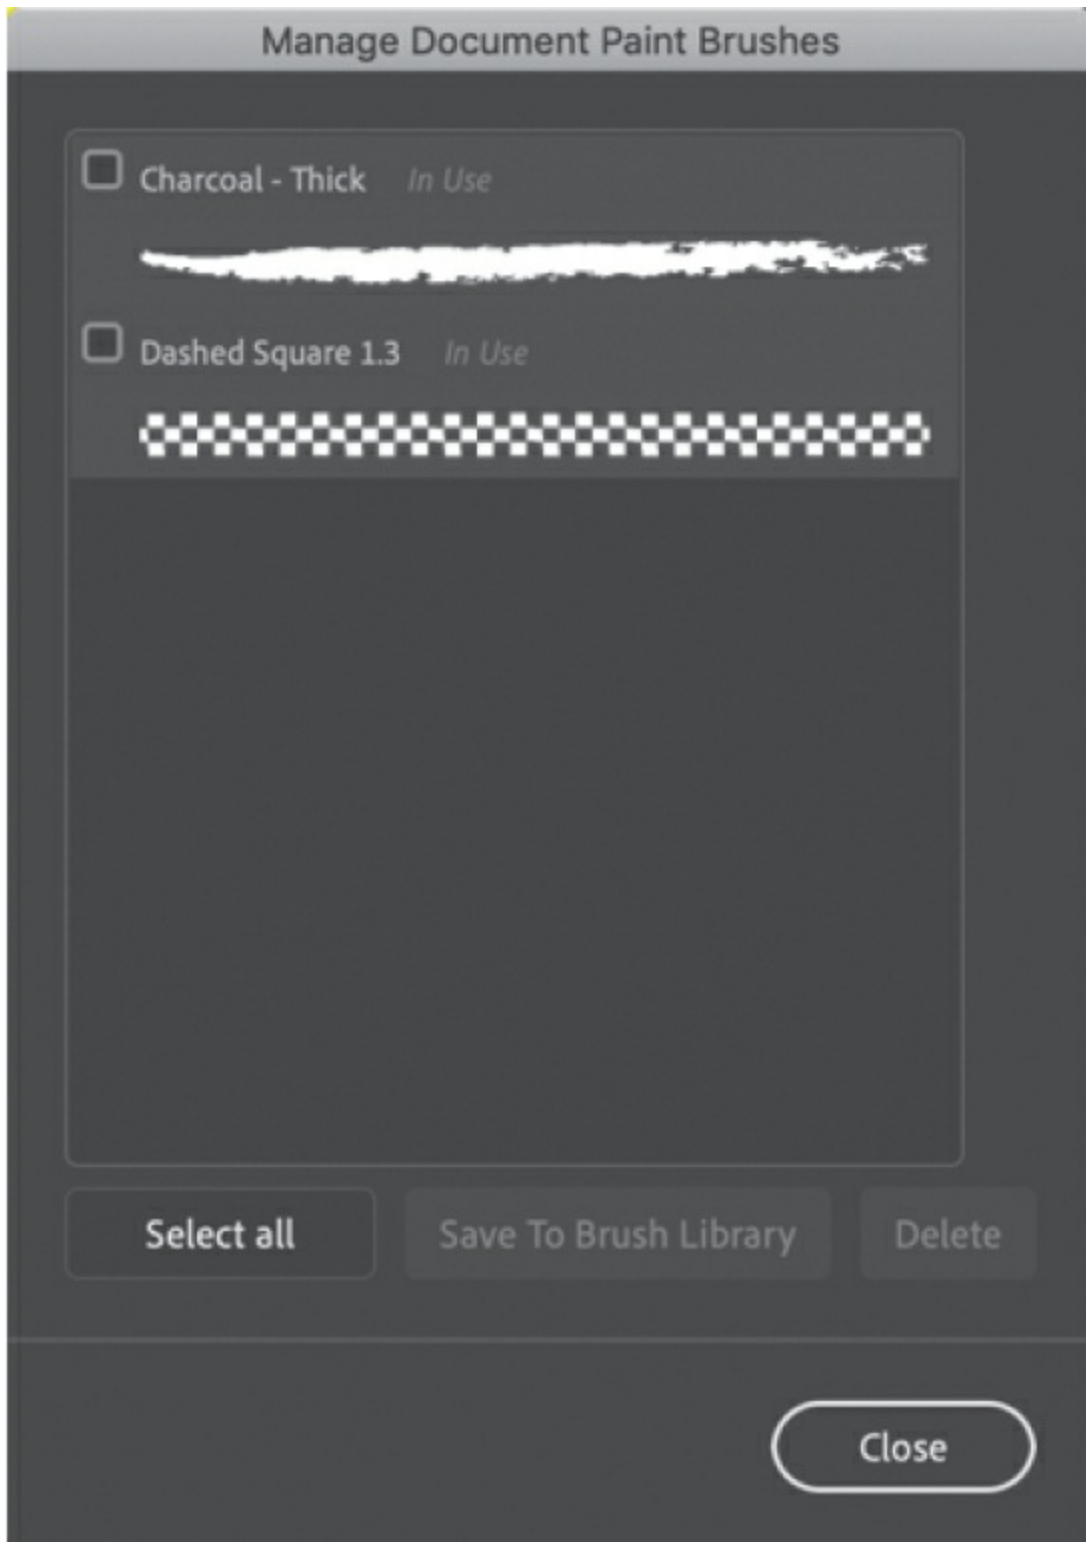 Manage Document Paint Brushes
Charcoal - Thick In Use
Dashed Square 1.3 In Use
Select all Save To Brush Library Delete
Close